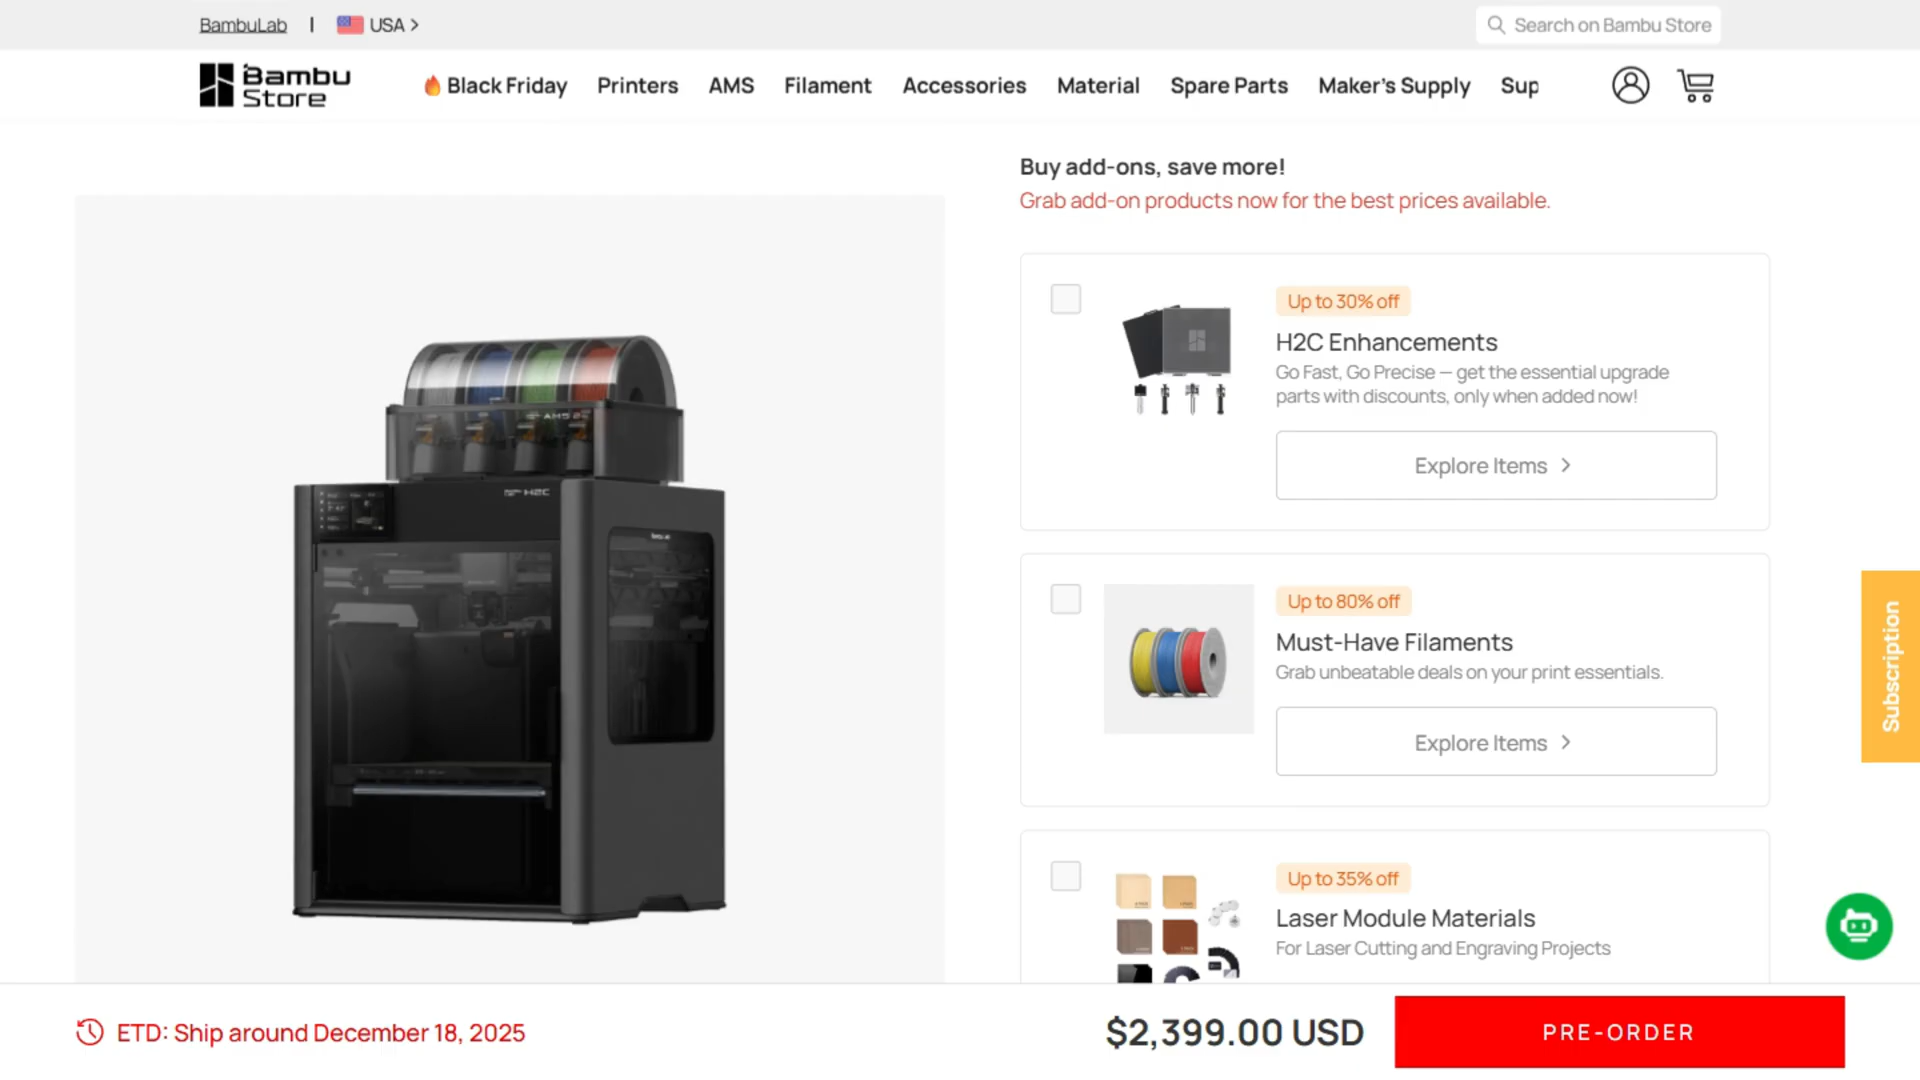 BambuLab | USA >
Search on Bambu Store
Bambu Store
Black Friday Printers AMS Filament Accessories Material Spare Parts Maker's Supply Sup
Buy add-ons, save more!
Grab add-on products now for the best prices available.
Up to 30% off
H2C Enhancements
Go Fast, Go Precise — get the essential upgrade
parts with discounts, only when added now!
Explore Items >
Up to 80% off
Must-Have Filaments
Grab unbeatable deals on your print essentials.
Explore Items >
Up to 35% off
Laser Module Materials
For Laser Cutting and Engraving Projects
AMS 2
H2C
Subscription
ETD: Ship around December 18, 2025
$2,399.00 USD
PRE-ORDER